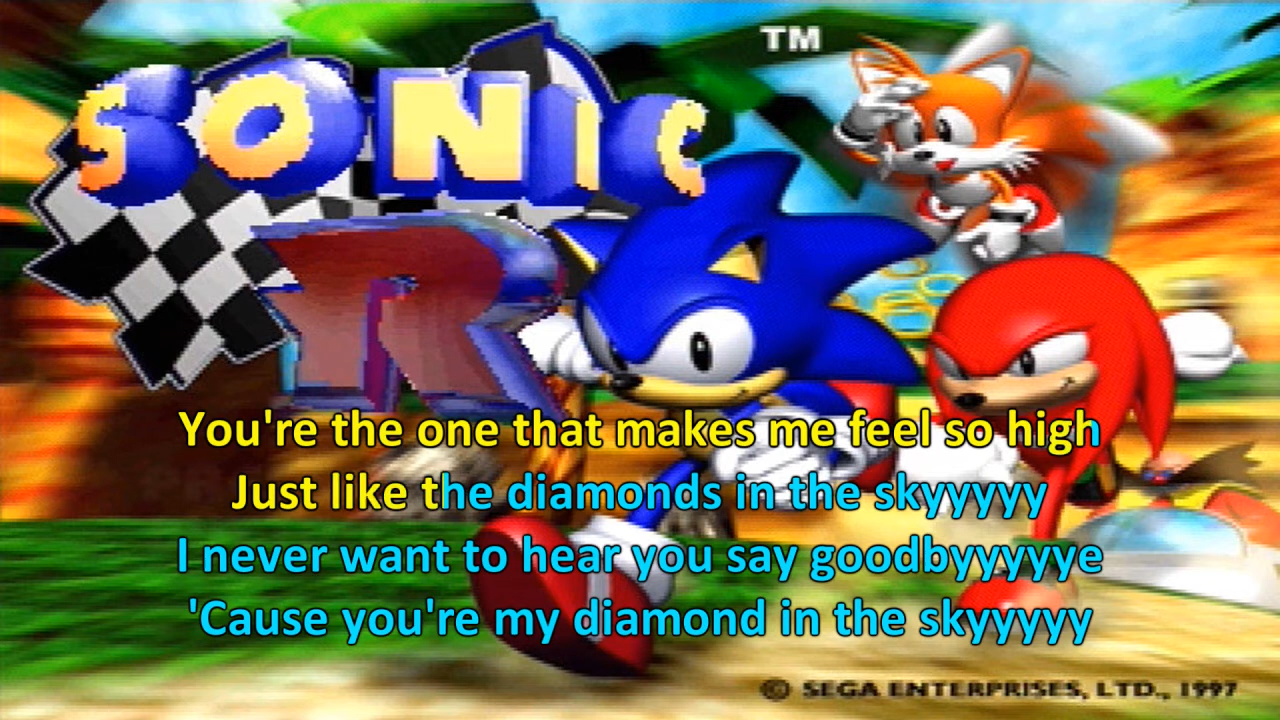 SONIC
TM
R
You're the one that makes me feel so high
Just like the diamonds in the skyyyyy
I never want to hear you say goodbyyyyye
'Cause you're my diamond in the skyyyyy
© SEGA ENTERPRISES, LTD., 1997